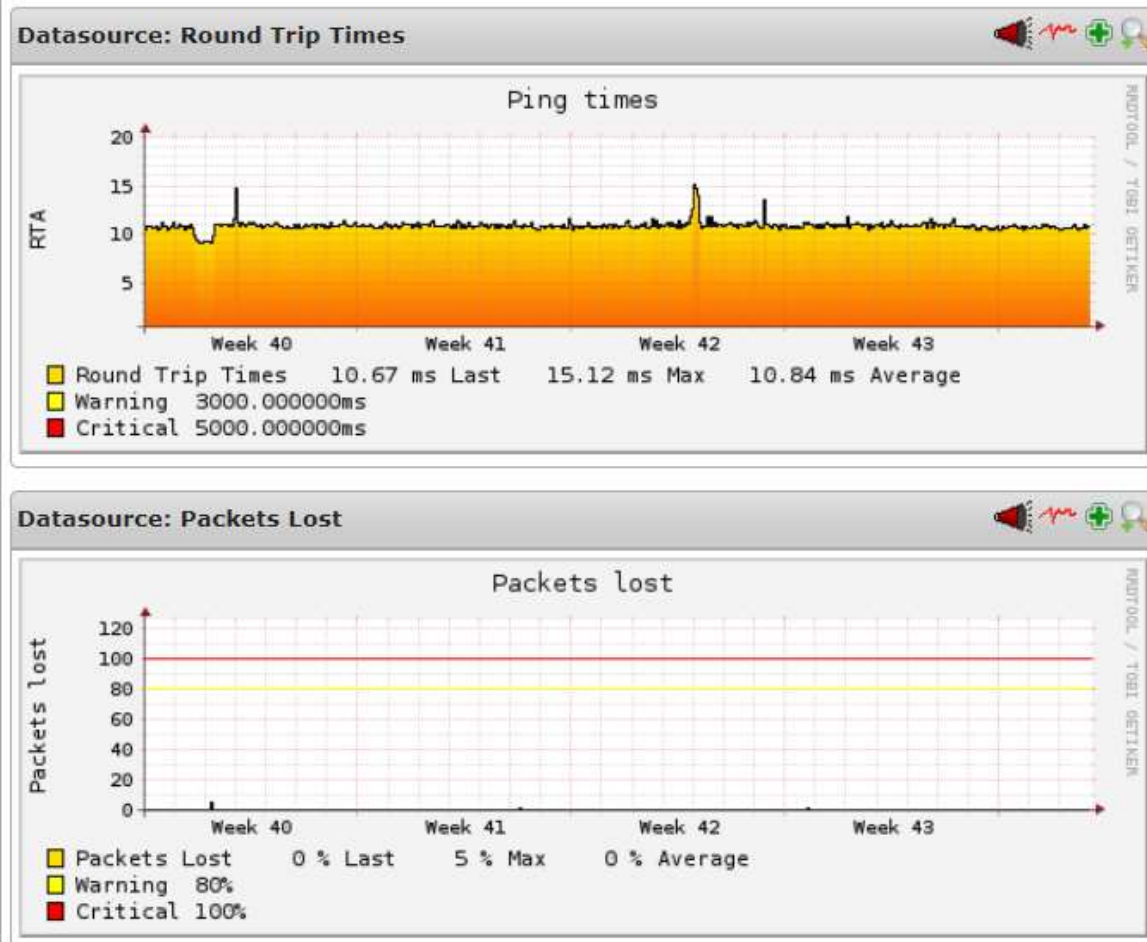 Datasource: Round Trip Times
Ping times
RRDTOOL / TOBI OETIKER
RTA
20
15
10
5
Week 40 Week 41 Week 42 Week 43
Round Trip Times 10.67 ms Last 15.12 ms Max 10.84 ms Average
Warning 3000.000000ms
Critical 5000.000000ms
Datasource: Packets Lost
Packets lost
RRDTOOL / TOBI OETIKER
Packets lost
120
100
80
60
40
20
0
Week 40 Week 41 Week 42 Week 43
Packets Lost 0 % Last 5 % Max 0 % Average
Warning 80%
Critical 100%